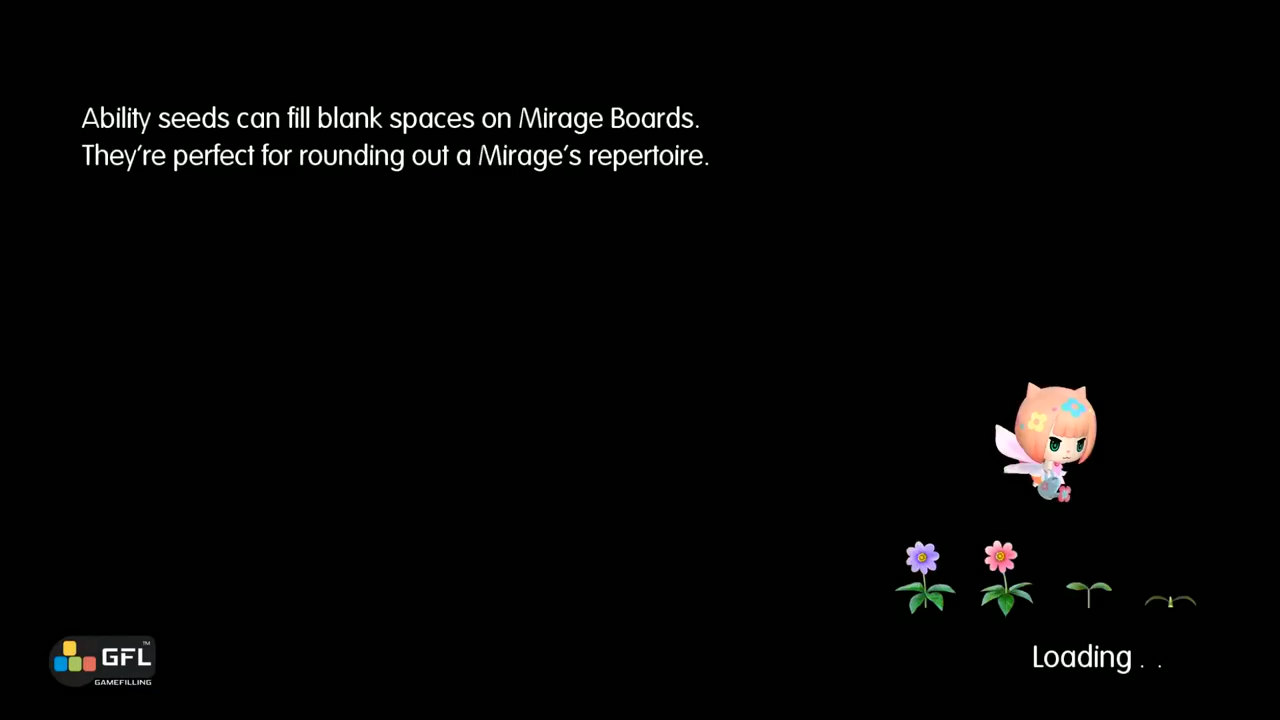 Ability seeds can fill blank spaces on Mirage Boards.
They're perfect for rounding out a Mirage's repertoire.
GFL™
GAMEFILLING
Loading . .